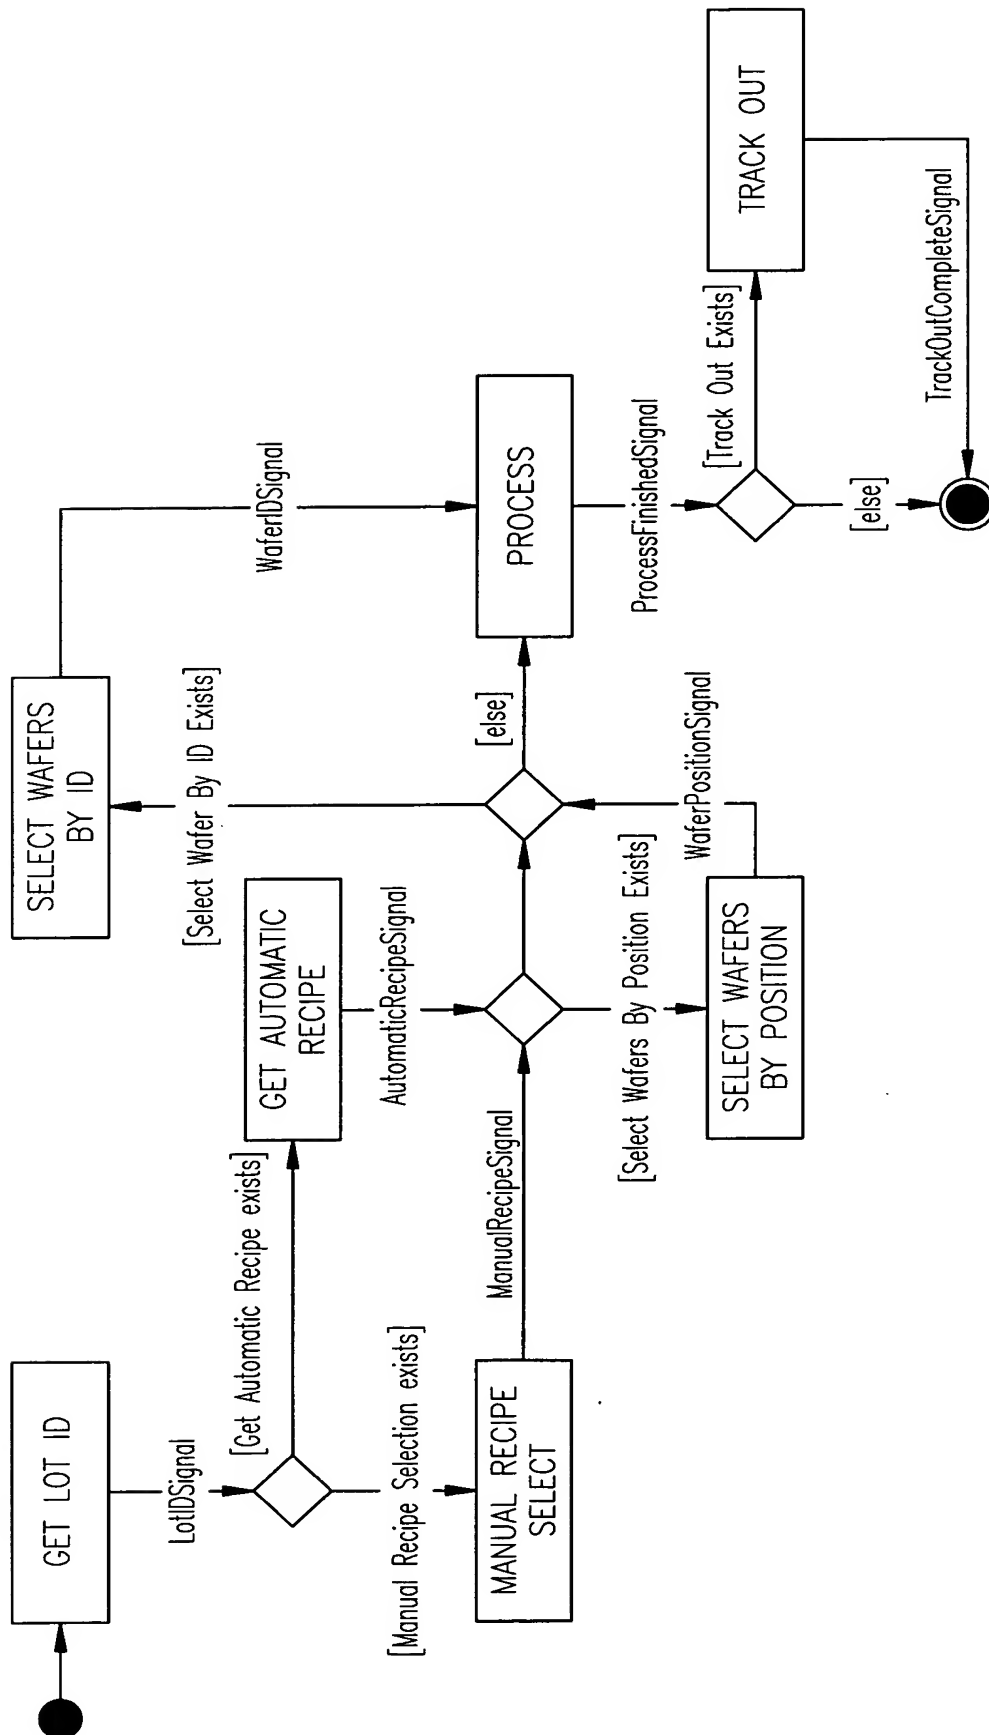 GET LOT ID
LotIDSignal
[Get Automatic Recipe exists]
[Manual Recipe Selection exists]
MANUAL RECIPE
SELECT
GET AUTOMATIC
RECIPE
AutomaticRecipeSignal
ManualRecipeSignal
[Select Wafers By Position Exists]
SELECT WAFERS
BY POSITION
WaferPositionSignal
SELECT WAFERS
BY ID
[Select Wafer By ID Exists]
[else]
WaferIDSignal
PROCESS
ProcessFinishedSignal
[Track Out Exists]
[else]
TRACK OUT
TrackOutCompleteSignal